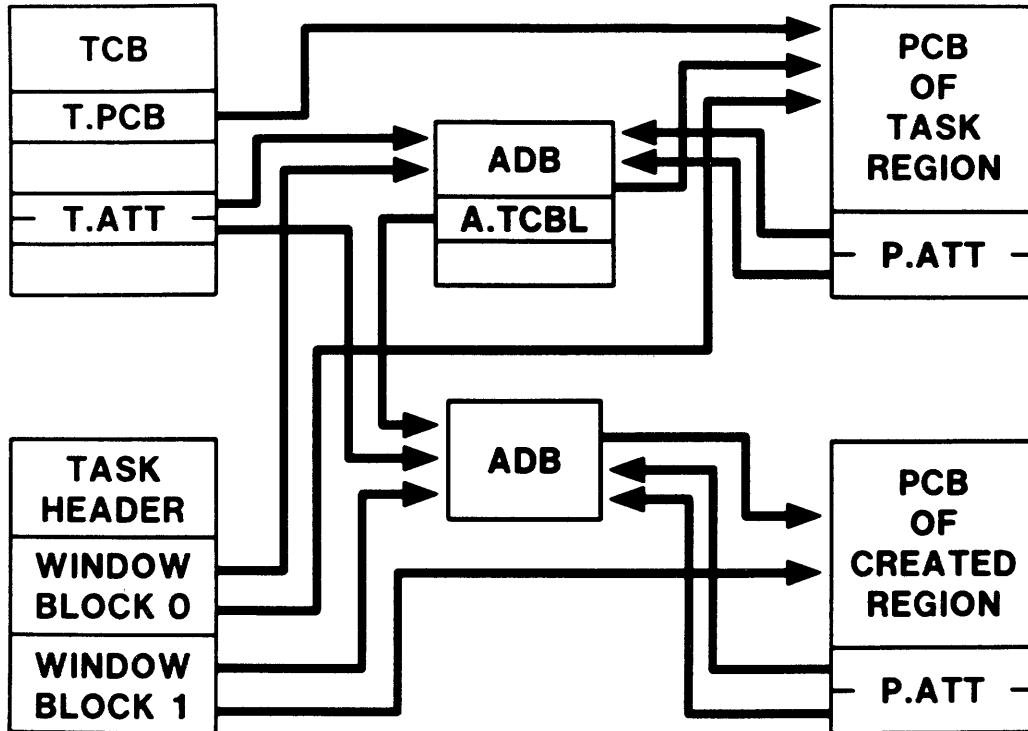 TCB
T.PCB
T.ATT
ADB
A.TCBL
PCB
OF
TASK
REGION
P.ATT
TASK
HEADER
WINDOW
BLOCK 0
WINDOW
BLOCK 1
ADB
PCB
OF
CREATED
REGION
P.ATT